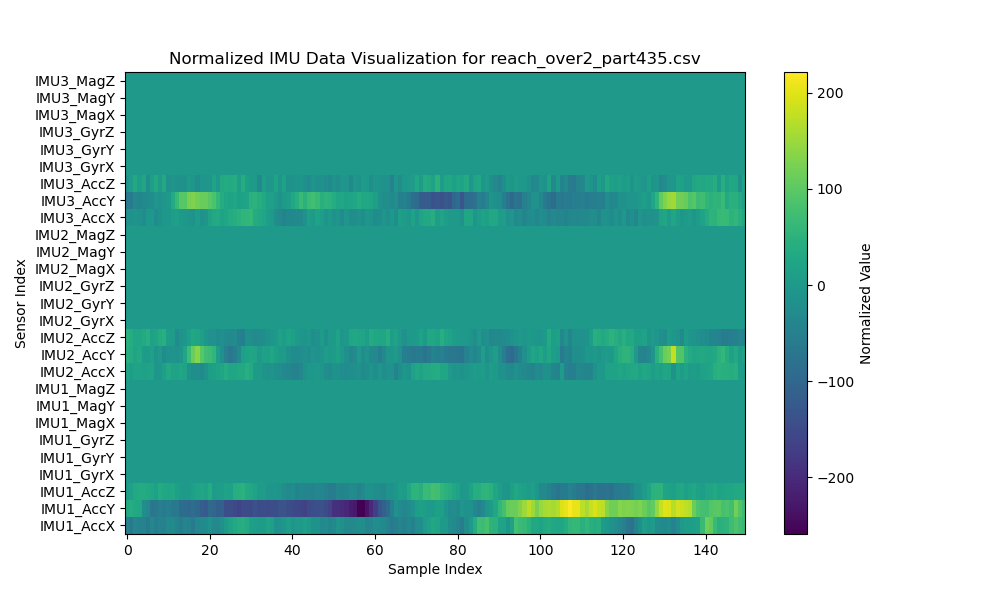 Normalized IMU Data Visualization for reach_over2_part435.csv
IMU3_MagZ
IMU3_MagY
IMU3_MagX
IMU3_GyrZ
IMU3_GyrY
IMU3_GyrX
IMU3_AccZ
IMU3_AccY
IMU3_AccX
IMU2_MagZ
IMU2_MagY
IMU2_MagX
IMU2_GyrZ
IMU2_GyrY
IMU2_GyrX
IMU2_AccZ
IMU2_AccY
IMU2_AccX
IMU1_MagZ
IMU1_MagY
IMU1_MagX
IMU1_GyrZ
IMU1_GyrY
IMU1_GyrX
IMU1_AccZ
IMU1_AccY
IMU1_AccX
Sensor Index
0 20 40 60 80 100 120 140
Sample Index
200
100
0
−100
−200
Normalized Value